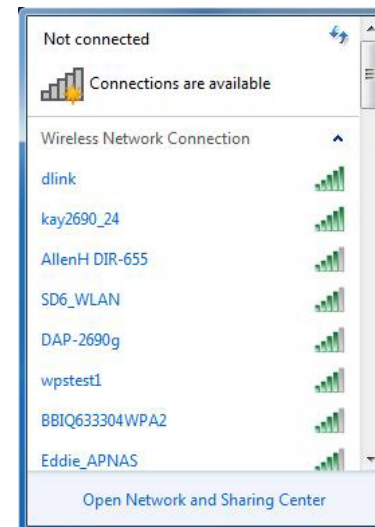 Not connected
Connections are available
Wireless Network Connection
dlink
kay2690_24
AllenH DIR-655
SD6_WLAN
DAP-2690g
wpstest1
BBIQ633304WPA2
Eddie_APNAS
Open Network and Sharing Center